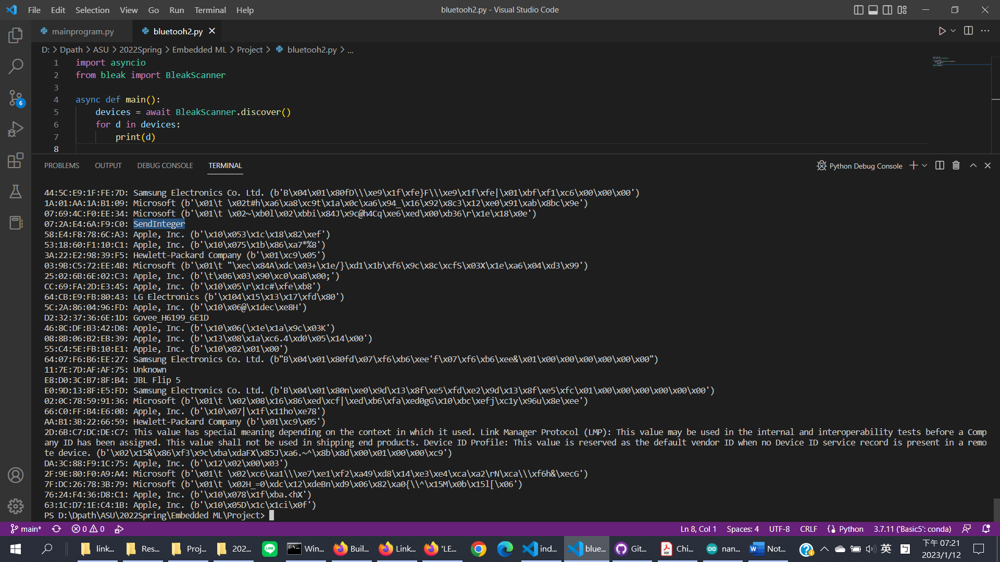 File Edit Selection View Go Run Terminal Help
bluetooh2.py - Visual Studio Code
mainprogram.py
bluetooh2.py
D: > Dpath > ASU > 2022Spring > Embedded ML > Project > bluetooh2.py > ...
1 import asyncio
2 from bleak import BleakScanner
3
4 async def main():
5 devices = await BleakScanner.discover()
6 for d in devices:
7 print(d)
8
6
PROBLEMS OUTPUT DEBUG CONSOLE TERMINAL
Python Debug Console
44:5C:E9:1F:FE:7D: Samsung Electronics Co. Ltd. (b'B\x04\x01\x80fD\\\xe9\x1f\xfe}F\\\xe9\x1f\xfe|\x01\xbf\xf1\xc6\x00\x00\x00')
1A:01:AA:1A:B1:09: Microsoft (b'\x01\t \x02t#h\xa6\xa8\xc9t\x1a\x0c\xa6\x94_\x16\x92\x8c3\x12\xe0\x91\xab\x8bc\x9e')
07:69:4C:F0:EE:34: Microsoft (b'\x01\t \x02~\xb0l\x02\xbbi\x84J\x9c@h4Cq\xe6\xed\x00\xb36\r\x1e\x18\x0e')
07:2A:E4:6A:F9:C0: SendInteger
58:E4:F8:78:6C:A3: Apple, Inc. (b'\x10\x053\x1c\x18\x82\xef')
53:18:60:F1:10:C1: Apple, Inc. (b'\x10\x075\x1b\x86\xa7*%8')
3A:22:E2:98:39:F5: Hewlett-Packard Company (b'\x01\xc9\x05')
03:9B:C5:72:EE:4B: Microsoft (b'\x01\t "\xec\x84A\xdc\x03+\x1e/}\xd1\x1b\xf6\x9c\x8c\xcfS\x03X\x1e\xa6\x04\xd3\x99')
25:02:6B:6E:02:C3: Apple, Inc. (b'\t\x06\x03\x90\xc0\xa8\x00;')
CC:69:FA:2D:E3:45: Apple, Inc. (b'\x10\x05\r\x1c#\xfe\xb8')
64:CB:E9:FB:80:43: LG Electronics (b'\x104\x15\x13\x17\xfd\x80')
5C:2A:86:04:96:FD: Apple, Inc. (b'\x10\x06@\x1dec\xe8H')
D2:32:37:36:6E:1D: Govee_H6199_6E1D
46:8C:DF:B3:42:D8: Apple, Inc. (b'\x10\x06(\x1e\x1a\x9c\x03K')
08:8B:06:B2:EB:39: Apple, Inc. (b'\x13\x08\x1a\xc6.4\xd0\x05\x14\x00')
55:C4:5E:FB:10:E1: Apple, Inc. (b'\x10\x02\x01\x00')
64:07:F6:B6:EE:27: Samsung Electronics Co. Ltd. (b"B\x04\x01\x80fd\x07\xf6\xb6\xee'f\x07\xf6\xb6\xee&\x01\x00\x00\x00\x00\x00\x00")
11:7E:7D:AF:AF:75: Unknown
E8:D0:3C:B7:8F:B4: JBL Flip 5
E0:9D:13:8F:E5:FD: Samsung Electronics Co. Ltd. (b'B\x04\x01\x80n\xe0\x9d\x13\x8f\xe5\xfd\xe2\x9d\x13\x8f\xe5\xfc\x01\x00\x00\x00\x00\x00\x00')
02:0C:78:59:91:36: Microsoft (b'\x01\t \x02\x08\x16\x86\xed\xcf|\xed\xb6\xfa\xed0gG\x10\xbc\xefj\xc1y\x96u\x8e\xee')
66:C0:FF:B4:E6:0B: Apple, Inc. (b'\x10\x07|\x1f\x11ho\xe78')
AA:B1:3B:22:66:59: Hewlett-Packard Company (b'\x01\xc9\x05')
2D:6B:C7:DC:DE:C7: This value has special meaning depending on the context in which it used. Link Manager Protocol (LMP): This value may be used in the internal and interoperability tests before a Comp
any ID has been assigned. This value shall not be used in shipping end products. Device ID Profile: This value is reserved as the default vendor ID when no Device ID service record is present in a remo
te device. (b'\x02\x15&\x86\xf3\x9c\xba\xdaFX\x85J\xa6.~^\x8b\x8d\x00\x01\x00\x00\xc9')
DA:3C:88:F9:1C:75: Apple, Inc. (b'\x12\x02\x00\x03')
2F:9E:80:F0:A9:A4: Microsoft (b'\x01\t \x02\xc6\xa1\\\xe7\xe1\xf2\xa49\xd8\x14\xe3\xe4\xca\xa2\rN\xca\\\xf6h&\xecG')
7F:DC:26:78:3B:79: Microsoft (b'\x01\t \x02H_=0\xdc\x12\xdeBn\xd9\x06\x82\xa0{\\^\x15M\x0b\x15l[\x06')
76:24:F4:36:D8:C1: Apple, Inc. (b'\x10\x078\x1f\xba.<hX')
63:1C:D7:1E:C4:1B: Apple, Inc. (b'\x10\x05D\x1c\x1ci\x0f')
PS D:\Dpath\ASU\2022Spring\Embedded ML\Project>
main* 0 0 Ln 8, Col 1 Spaces: 4 UTF-8 CRLF Python 3.7.11 ('Basic5': conda)
link... Res... Proj... 202... LINE Win... Buil... Link... 'LE... ind... blue... Git... Chi... nan... Not... 英 下午 07:21
2023/1/12